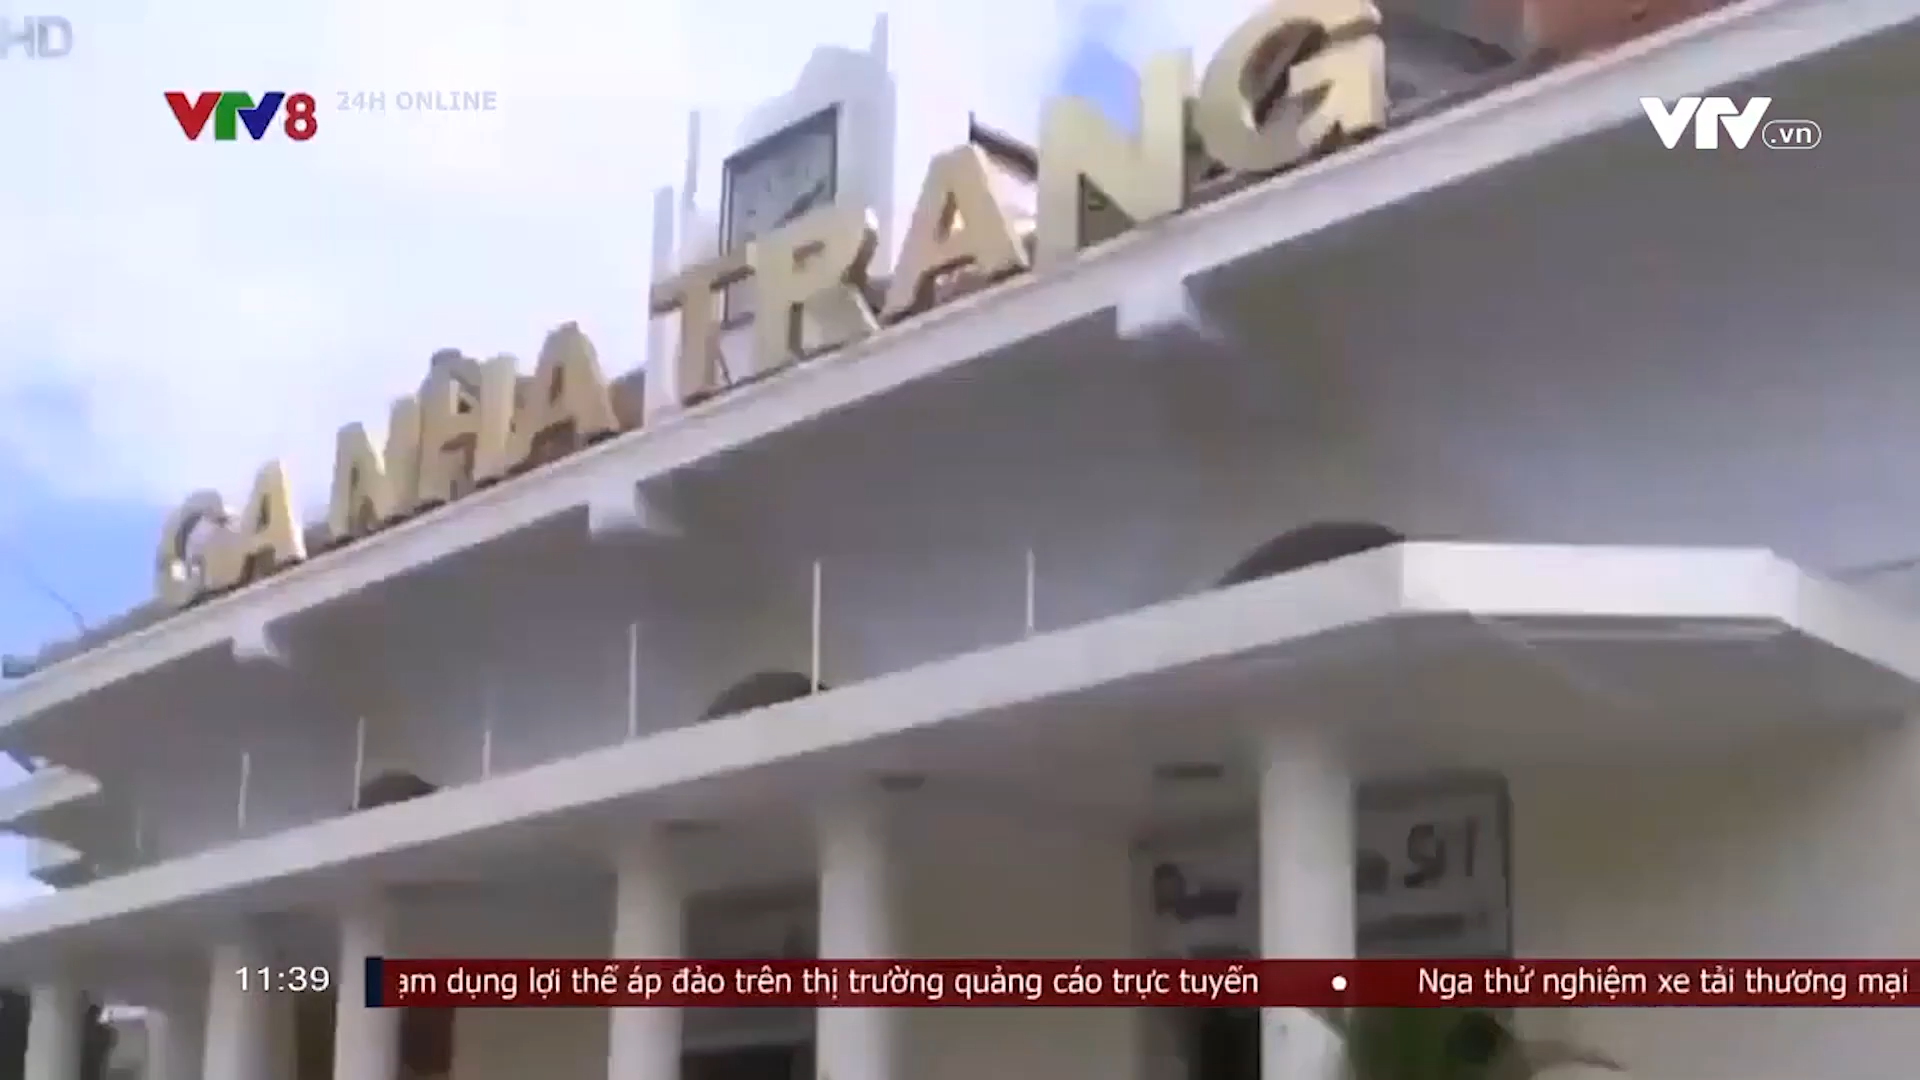 HD
VTV8 24H ONLINE
VTV.vn
GA NHA TRANG
11:39
ạm dụng lợi thế áp đảo trên thị trường quảng cáo trực tuyến • Nga thử nghiệm xe tải thương mại